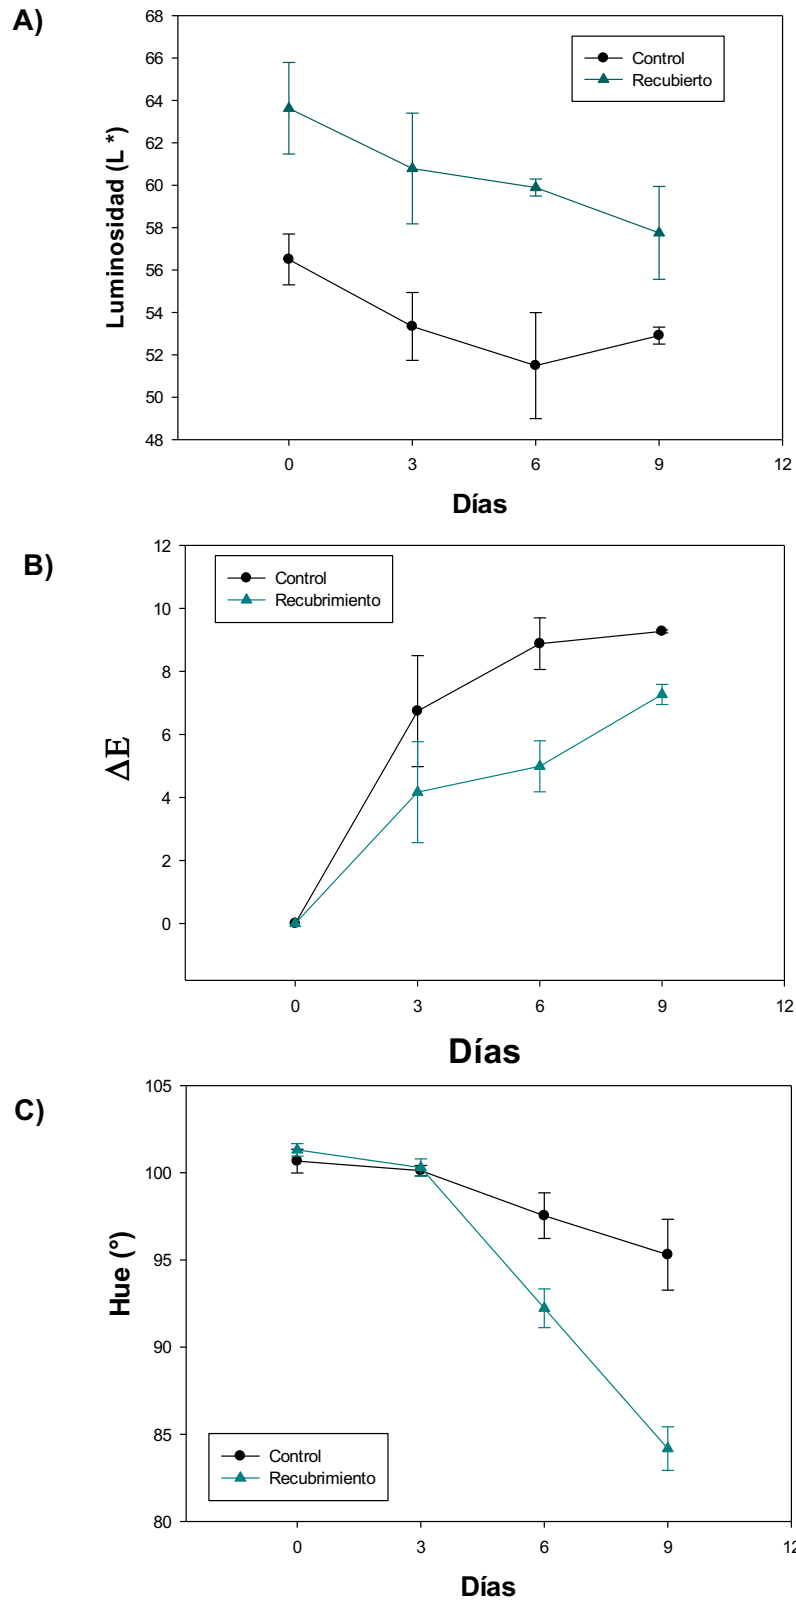 A)
68
66
64
62
60
58
56
54
52
50
48
Luminosidad (L *)
Control
Recubierto
0 3 6 9 12
Días
B)
12
10
8
6
4
2
0
ΔE
Control
Recubrimiento
0 3 6 9 12
Días
C)
105
100
95
90
85
80
Hue (°)
Control
Recubrimiento
0 3 6 9 12
Días